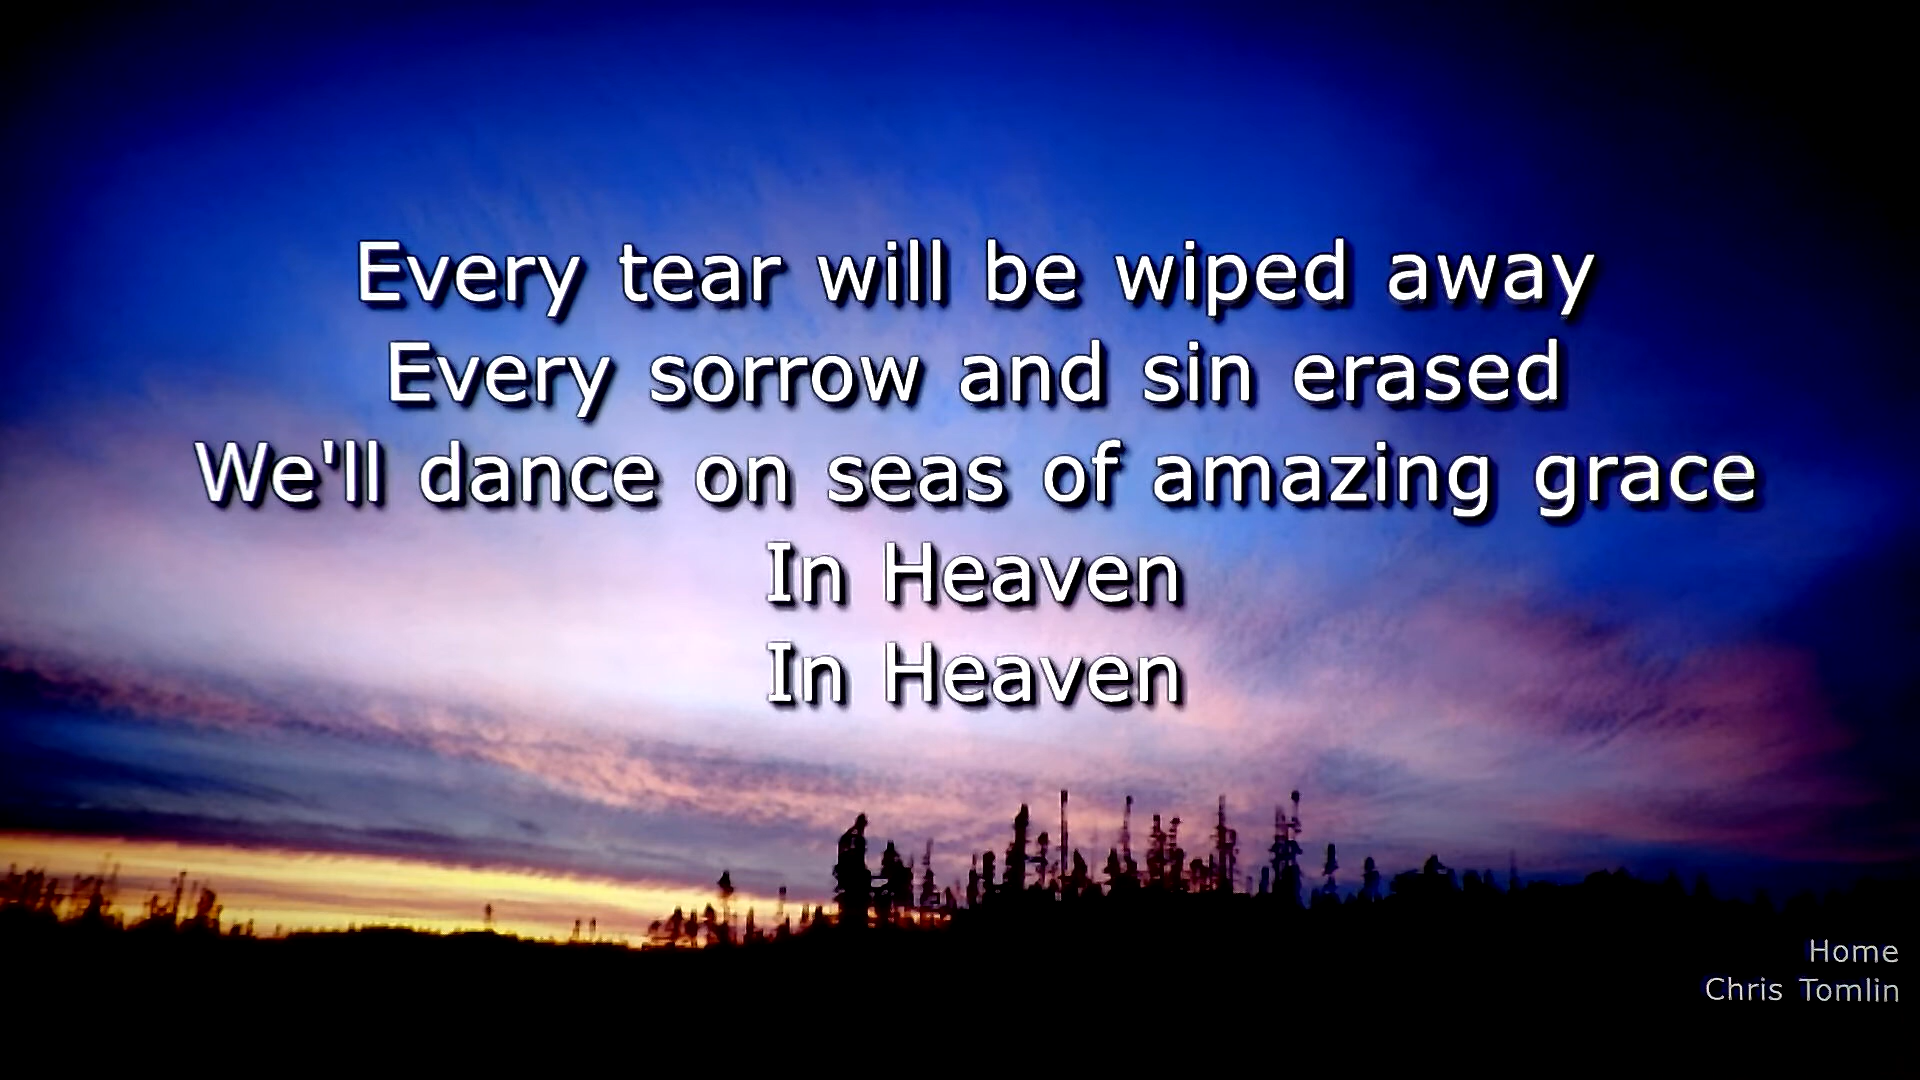 Every tear will be wiped away
Every sorrow and sin erased
We'll dance on seas of amazing grace
In Heaven
In Heaven
Home
Chris Tomlin